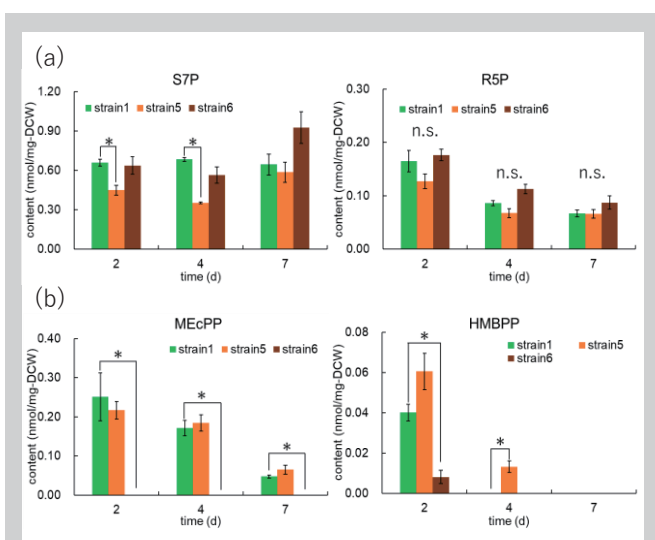 (a)
S7P
content (nmol/mg-DCW)
1.20
0.90
0.60
0.30
0.00
strain1 strain5 strain6
*
*
2 4 7
time (d)
R5P
content (nmol/mg-DCW)
0.30
0.20
0.10
0.00
strain1 strain5 strain6
n.s.
n.s.
n.s.
2 4 7
time (d)
(b)
MEcPP
content (nmol/mg-DCW)
0.40
0.30
0.20
0.10
0.00
strain1 strain5 strain6
*
*
*
2 4 7
time (d)
HMBPP
content (nmol/mg-DCW)
0.08
0.06
0.04
0.02
0.00
strain1 strain5
strain6
*
*
2 4 7
time (d)